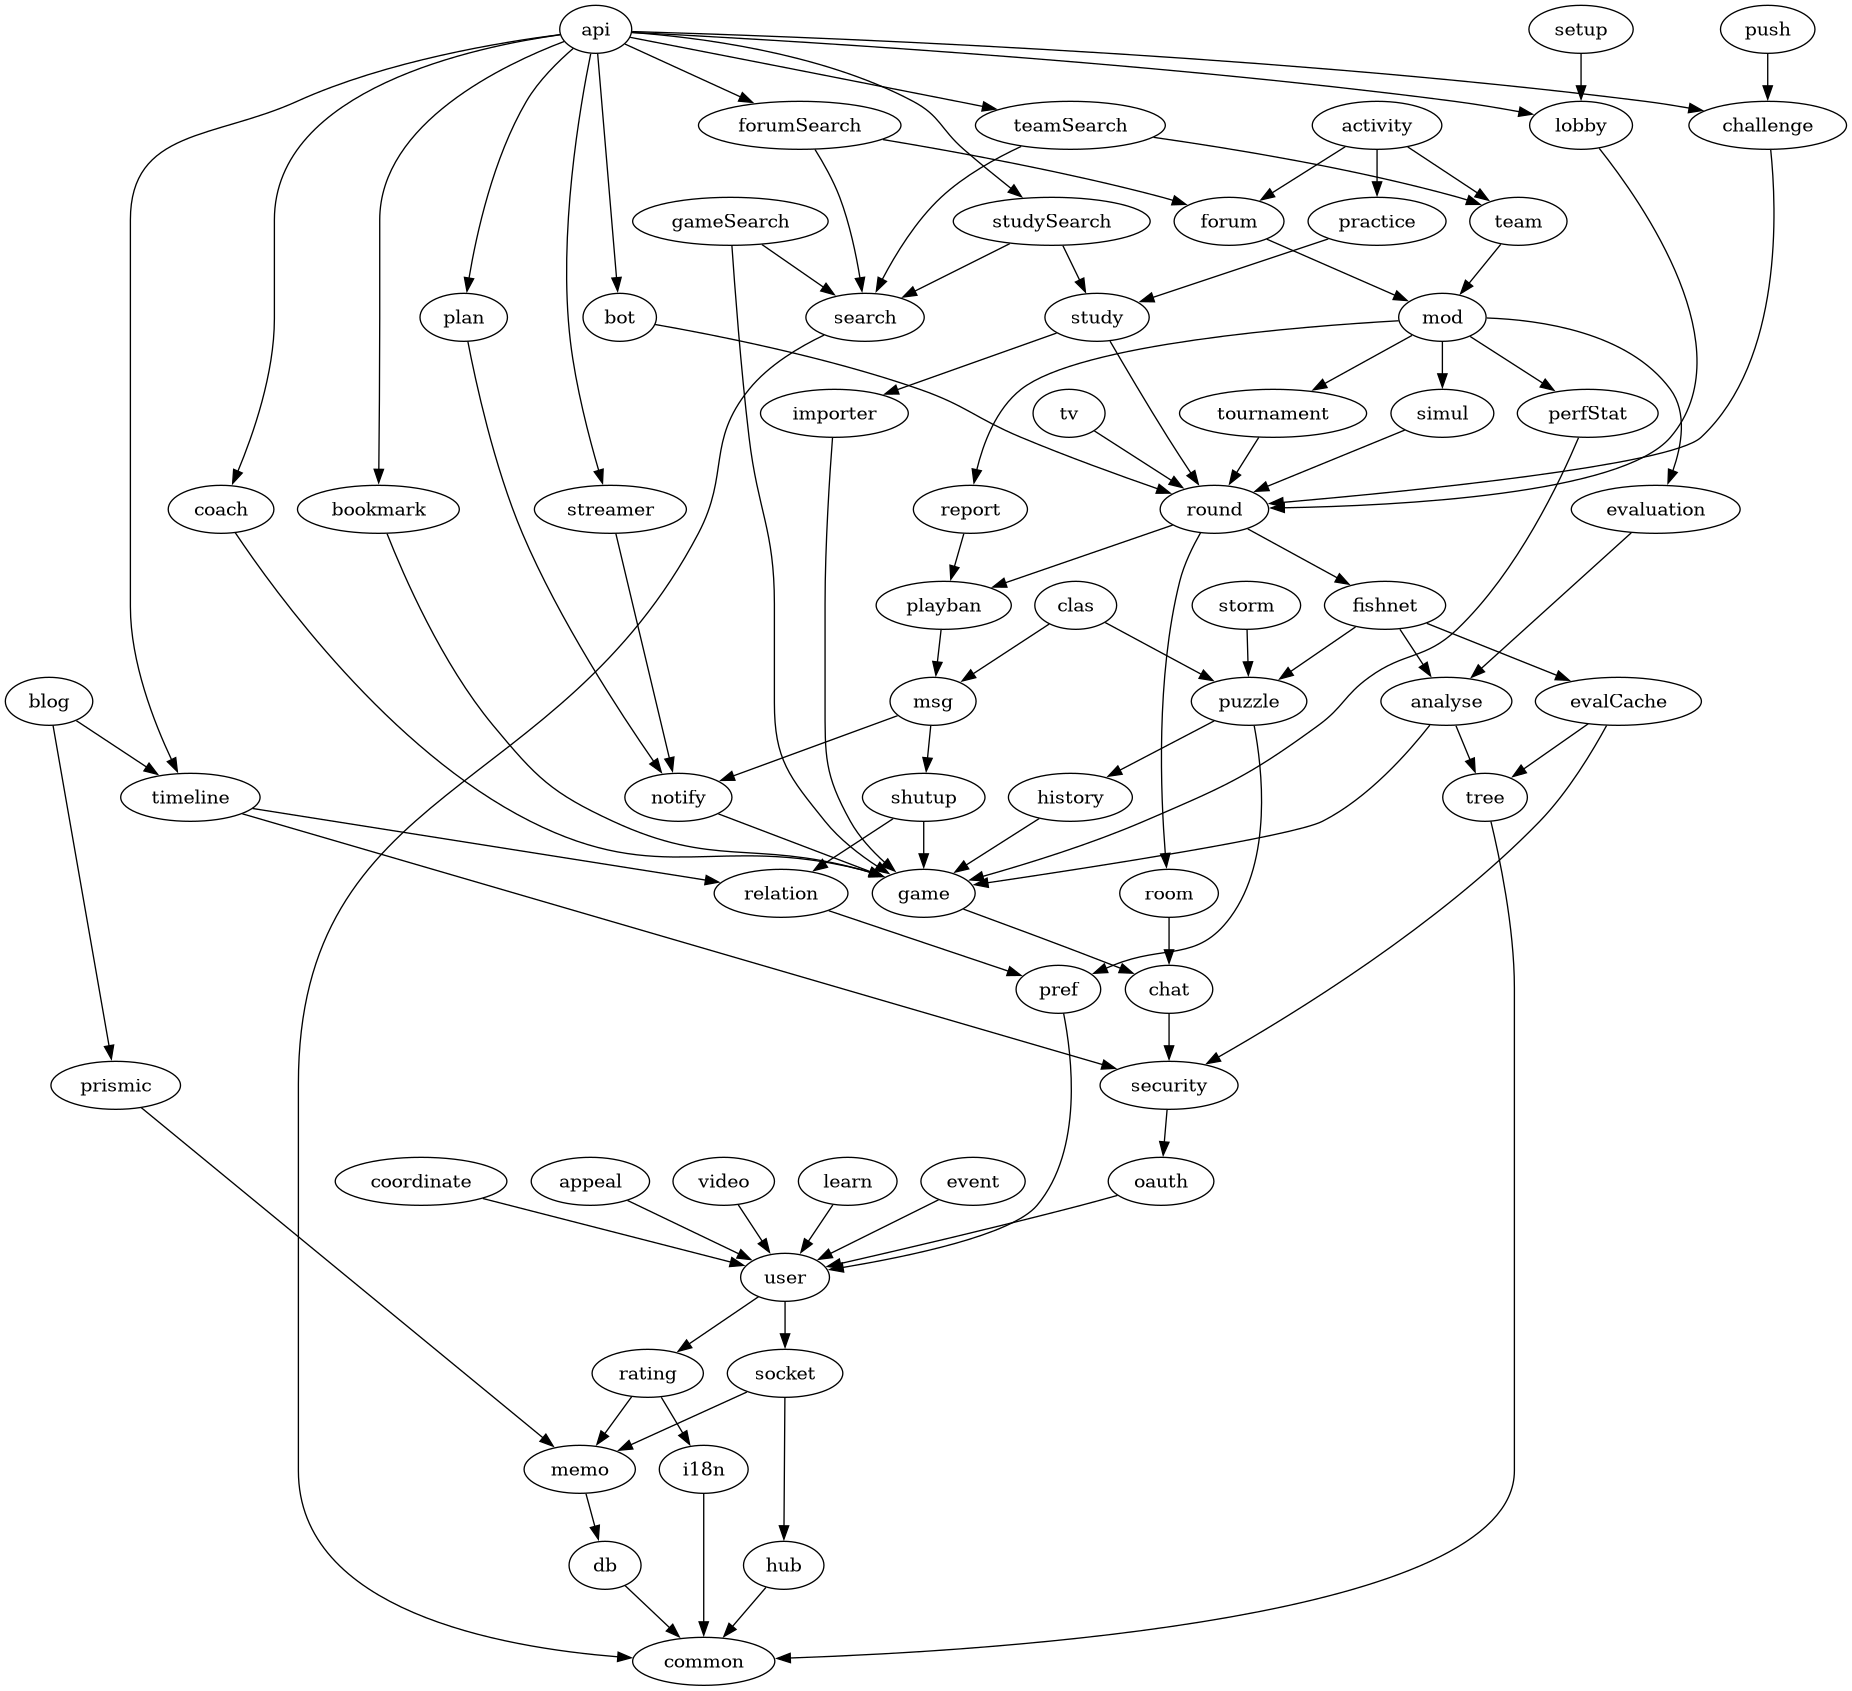 api
setup
push
forumSearch
teamSearch
activity
lobby
challenge
gameSearch
studySearch
forum
practice
team
plan
bot
search
study
mod
importer
tv
tournament
simul
perfStat
coach
bookmark
streamer
report
round
evaluation
playban
clas
storm
fishnet
blog
msg
puzzle
analyse
evalCache
timeline
notify
shutup
history
tree
relation
game
room
pref
chat
prismic
security
coordinate
appeal
video
learn
event
oauth
user
rating
socket
memo
i18n
db
hub
common